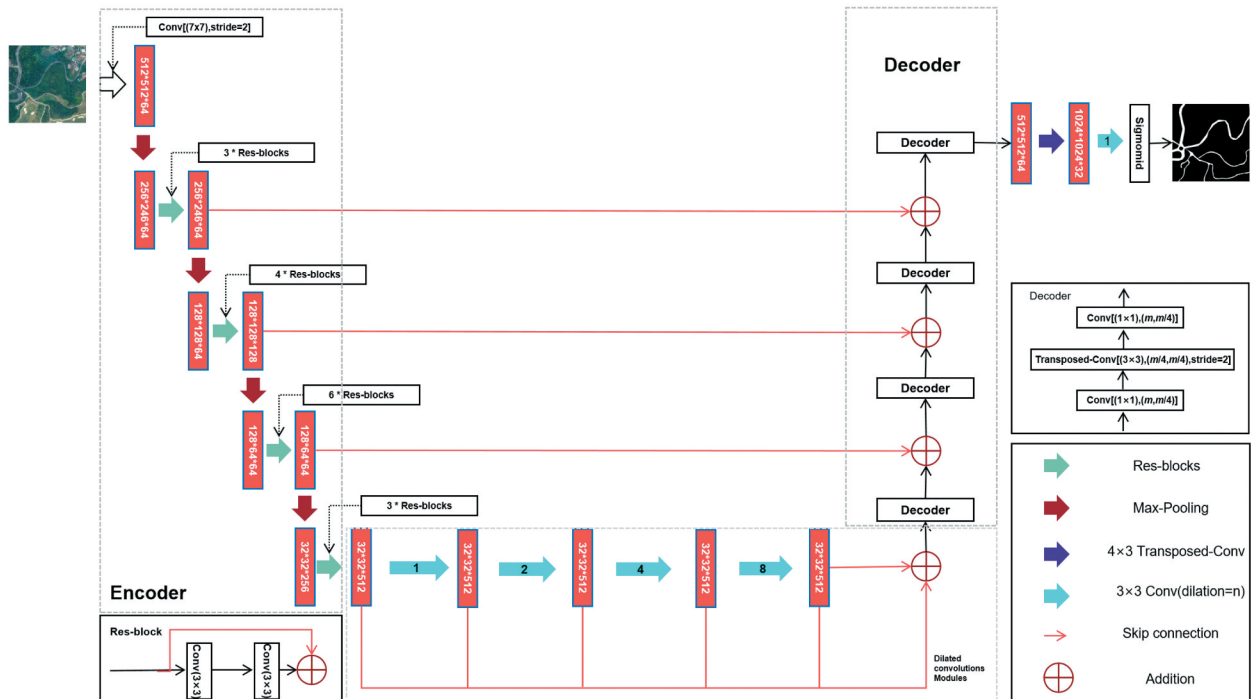 Conv[(7x7),stride=2]
512*512*64
3 * Res-blocks
256*246*64
256*246*64
4 * Res-blocks
128*128*64
128*128*128
6 * Res-blocks
128*64*64
128*64*64
3 * Res-blocks
32*32*256
Encoder
32*32*512
1
32*32*512
2
32*32*512
4
32*32*512
8
32*32*512
Dilated
convolutions
Modules
Res-block
Conv(3×3)
Conv(3×3)
Decoder
Decoder
Decoder
Decoder
Decoder
512*512*64
1024*1024*32
1
Sigmomid
Decoder
Conv[(1×1),(m,m/4)]
Transposed-Conv[(3×3),(m/4,m/4),stride=2]
Conv[(1×1),(m,m/4)]
Res-blocks
Max-Pooling
4×3 Transposed-Conv
3×3 Conv(dilation=n)
Skip connection
Addition